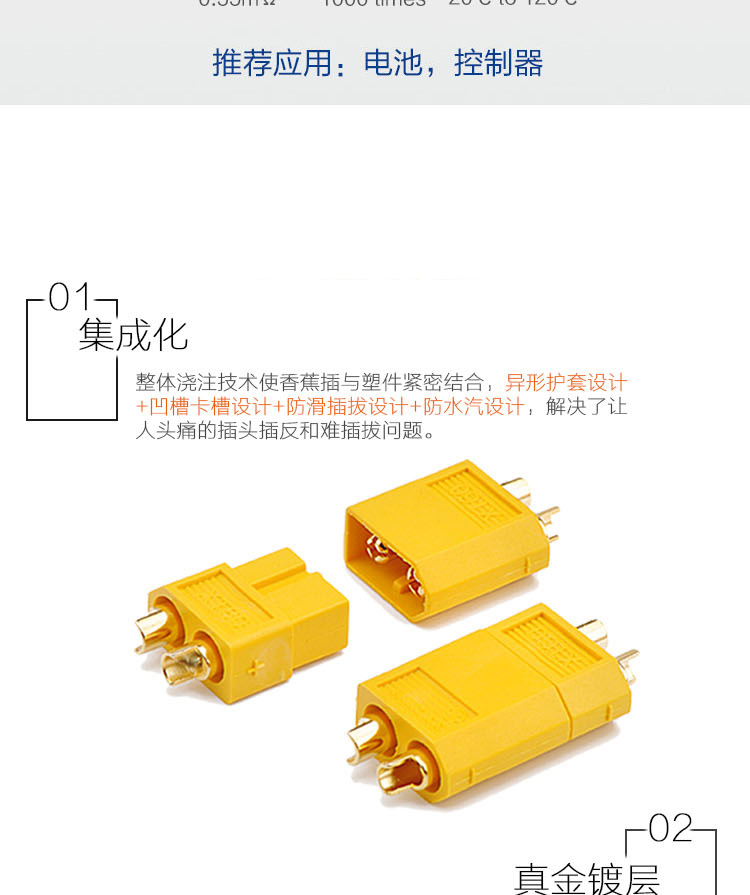 推荐应用：电池，控制器
01
集成化
整体浇注技术使香蕉插与塑件紧密结合，异形护套设计
+凹槽卡槽设计+防滑插拔设计+防水汽设计，解决了让
人头痛的插头插反和难插拔问题。
+
02
真金镀层